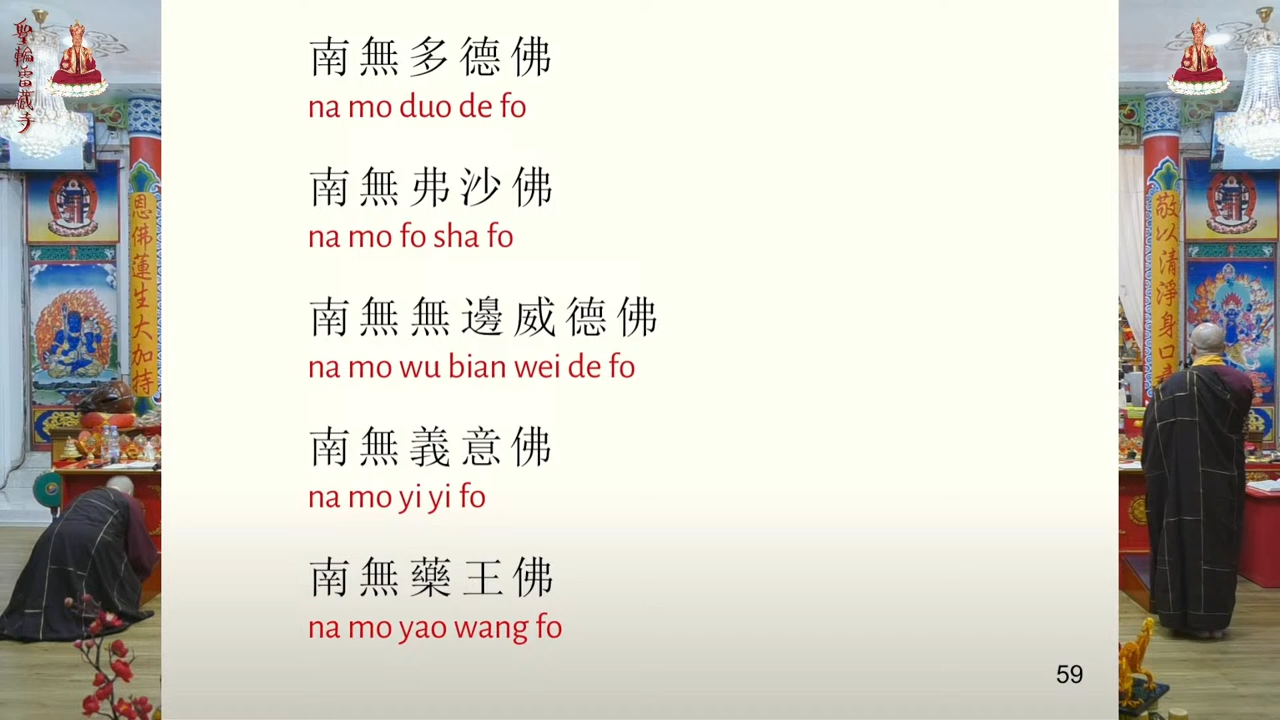 聖輪雷藏寺
恩佛蓮生大加持
南無多德佛
na mo duo de fo
南無弗沙佛
na mo fo sha fo
南無無邊威德佛
na mo wu bian wei de fo
南無義意佛
na mo yi yi fo
南無藥王佛
na mo yao wang fo
59
敬以清淨身口